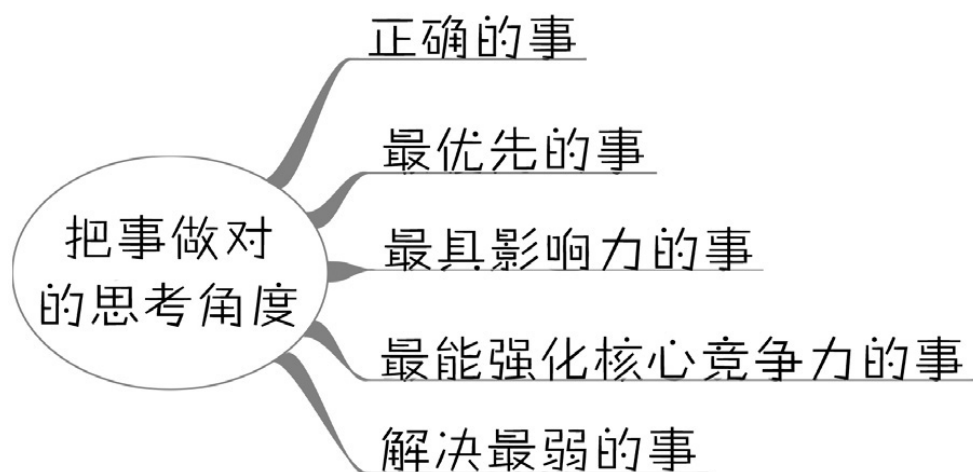 正确的事
最优先的事
把事做对
的思考角度
最具影响力的事
最能强化核心竞争力的事
解决最弱的事